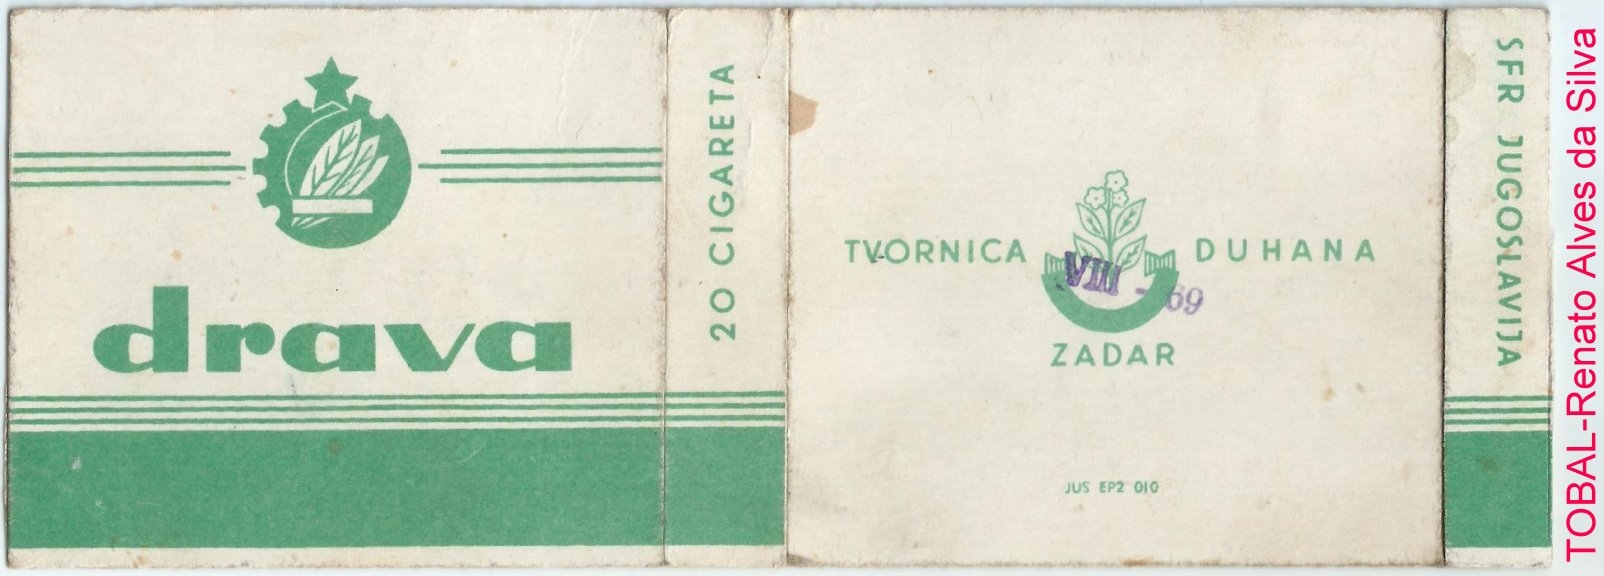 drava
20 CIGARETA
TVORNICA DUHANA
VIII - 69
ZADAR
JUS EP2 010
SFR JUGOSLAVIJA
TOBAL-Renato Alves da Silva